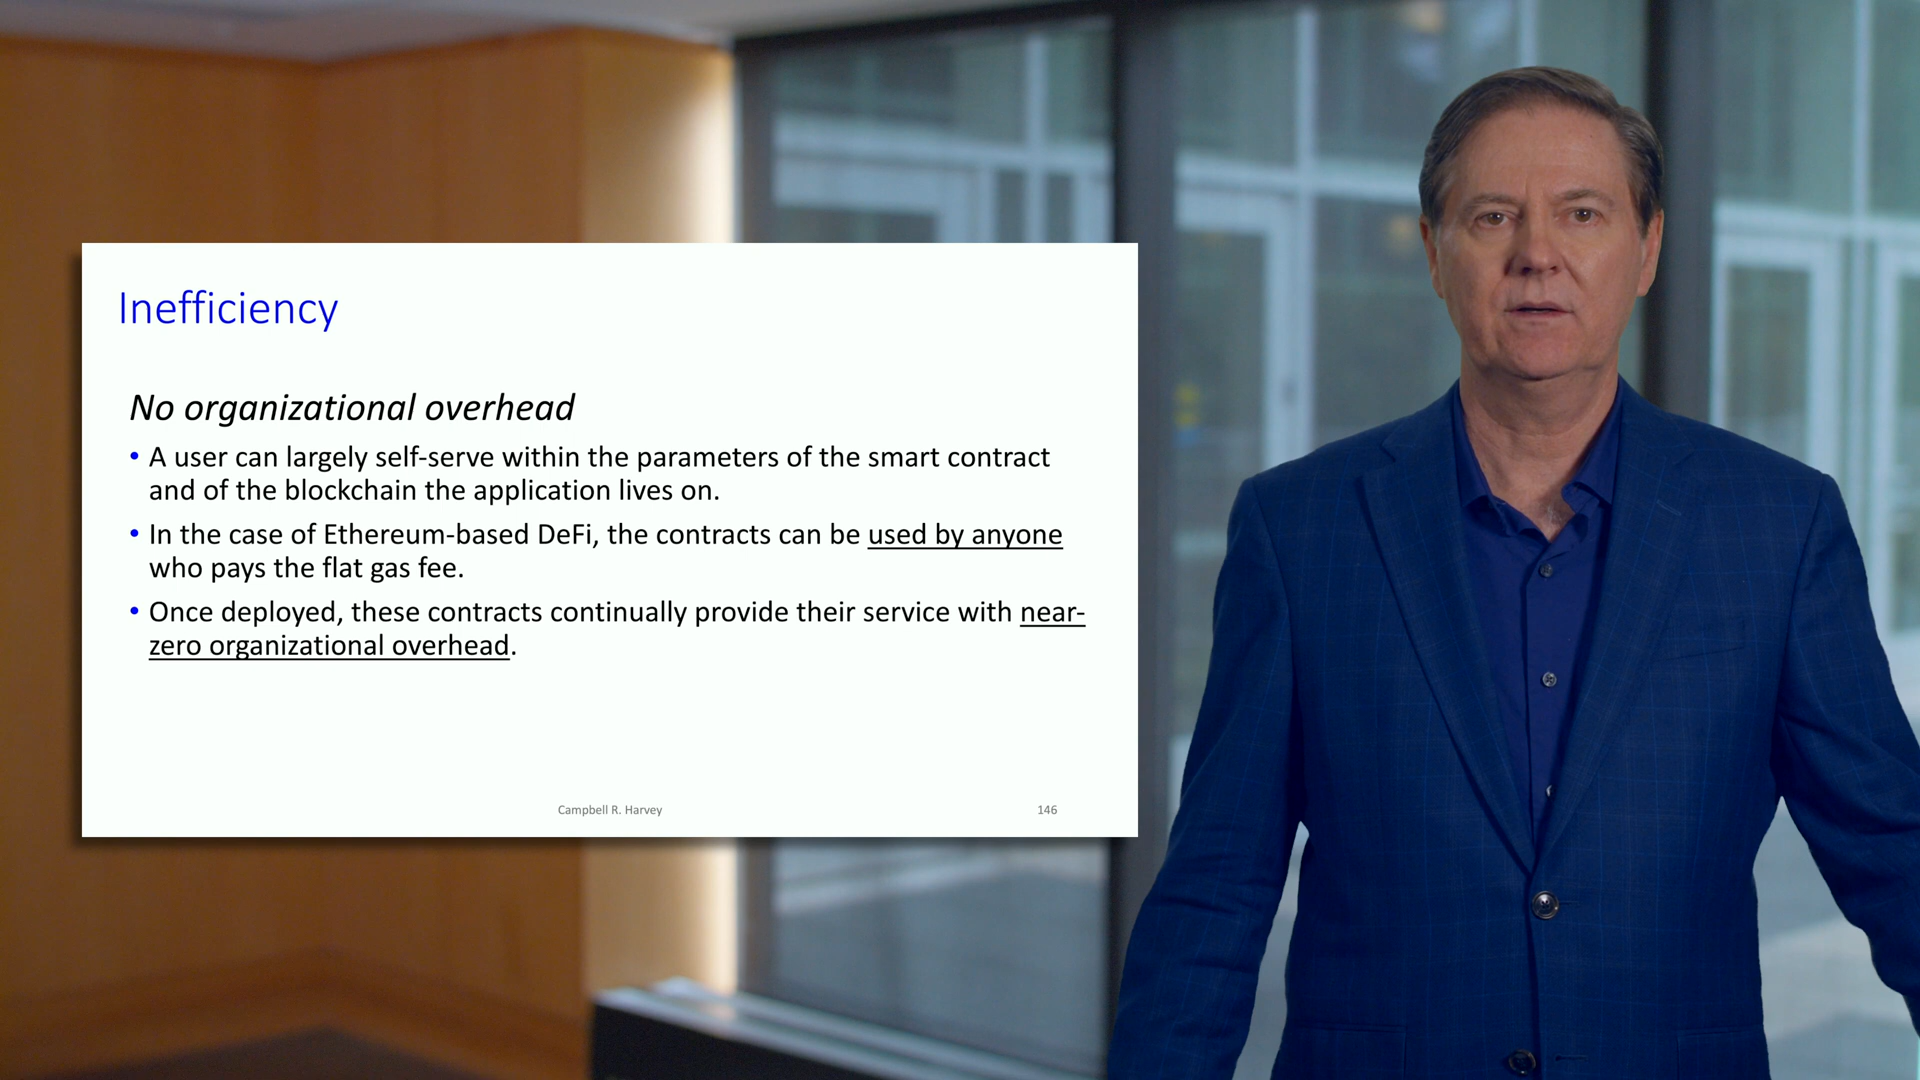 Inefficiency
No organizational overhead
• A user can largely self-serve within the parameters of the smart contract
and of the blockchain the application lives on.
• In the case of Ethereum-based DeFi, the contracts can be used by anyone
who pays the flat gas fee.
• Once deployed, these contracts continually provide their service with near-
zero organizational overhead.
Campbell R. Harvey
146